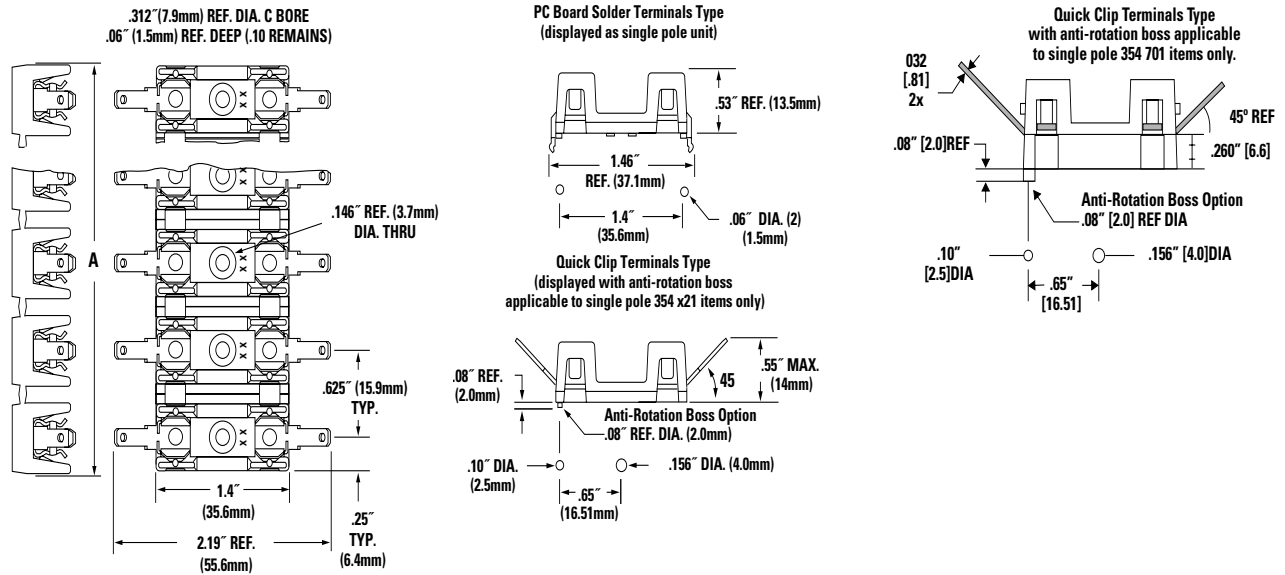 .312″(7.9mm) REF. DIA. C BORE
.06″ (1.5mm) REF. DEEP (.10 REMAINS)
A
X X
X X
X X
X X
X X
.146″ REF. (3.7mm)
DIA. THRU
.625″ (15.9mm)
TYP.
1.4″
(35.6mm)
2.19″ REF.
(55.6mm)
.25″
TYP.
(6.4mm)
PC Board Solder Terminals Type
(displayed as single pole unit)
.53″ REF. (13.5mm)
1.46″
REF. (37.1mm)
1.4″
(35.6mm)
.06″ DIA. (2)
(1.5mm)
Quick Clip Terminals Type
(displayed with anti-rotation boss
applicable to single pole 354 x21 items only)
.08″ REF.
(2.0mm)
45
.55″ MAX.
(14mm)
Anti-Rotation Boss Option
.08″ REF. DIA. (2.0mm)
.10″ DIA.
(2.5mm)
.156″ DIA. (4.0mm)
.65″
(16.51mm)
Quick Clip Terminals Type
with anti-rotation boss applicable
to single pole 354 701 items only.
032
[.81]
2x
45º REF
.08" [2.0]REF
.260" [6.6]
Anti-Rotation Boss Option
.08" [2.0] REF DIA
.10"
[2.5]DIA
.156" [4.0]DIA
.65"
[16.51]